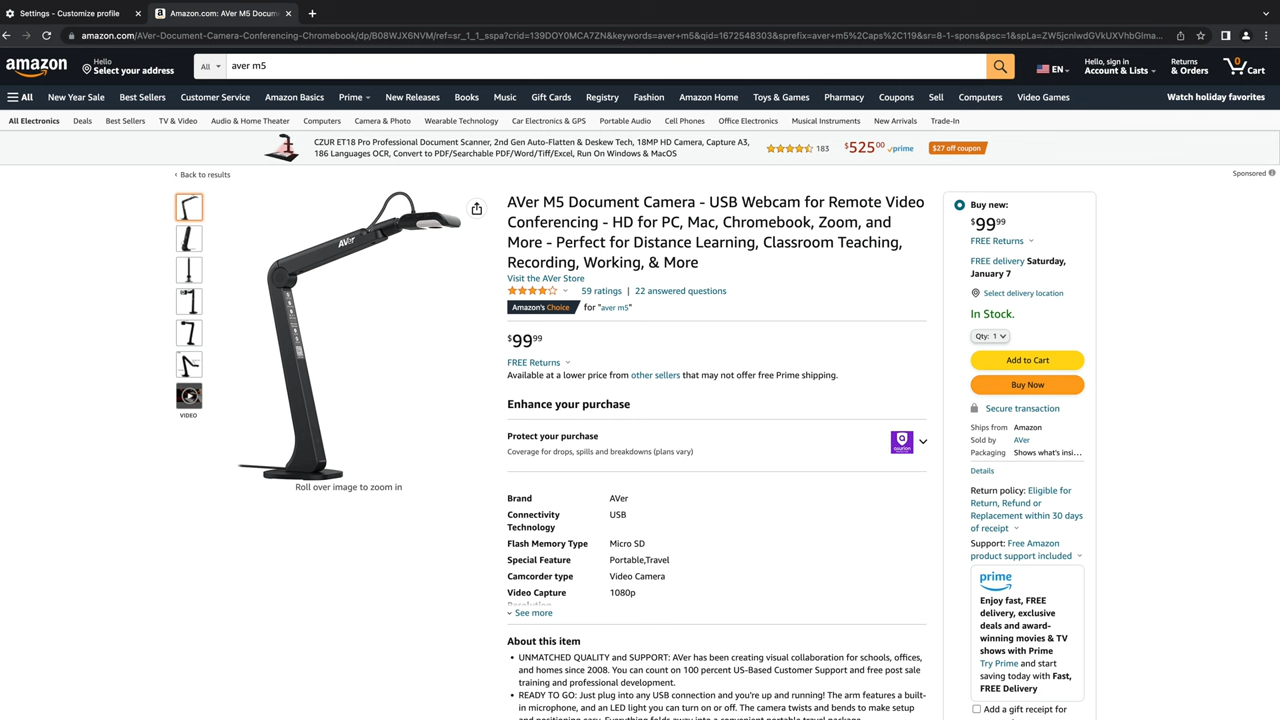 Settings - Customize profile
Amazon.com: AVer M5 Docum
amazon.com/AVer-Document-Camera-Conferencing-Chromebook/dp/B08WJX6NVM/ref=sr_1_1_sspa?crid=139DOY0MCA7ZN&keywords=aver+m5&qid=1672548303&sprefix=aver+m5%2Caps%2C119&sr=8-1-spons&psc=1&spLa=
amazon
Hello
Select your address
All
aver m5
EN
Hello, sign in
Account & Lists
Returns
& Orders
0
Cart
All
New Year Sale
Best Sellers
Customer Service
Amazon Basics
Prime
New Releases
Books
Music
Gift Cards
Registry
Fashion
Amazon Home
Toys & Games
Pharmacy
Coupons
Sell
Computers
Video Games
Watch holiday favorites
All Electronics
Deals
Best Sellers
TV & Video
Audio & Home Theater
Computers
Camera & Photo
Wearable Technology
Car Electronics & GPS
Portable Audio
Cell Phones
Office Electronics
Musical Instruments
New Arrivals
Trade-In
CZUR ET18 Pro Professional Document Scanner, 2nd Gen Auto-Flatten & Deskew Tech, 18MP HD Camera, Capture A3,
186 Languages OCR, Convert to PDF/Searchable PDF/Word/Tiff/Excel, Run On Windows & MacOS
183
$525.00
prime
$27 off coupon
‹ Back to results
Sponsored
AVer
VIDEO
Roll over image to zoom in
AVer M5 Document Camera - USB Webcam for Remote Video
Conferencing - HD for PC, Mac, Chromebook, Zoom, and
More - Perfect for Distance Learning, Classroom Teaching,
Recording, Working, & More
Visit the AVer Store
59 ratings | 22 answered questions
Amazon's Choice for "aver m5"
$99.99
FREE Returns
Available at a lower price from other sellers that may not offer free Prime shipping.
Enhance your purchase
Protect your purchase
Coverage for drops, spills and breakdowns (plans vary)
asurion
Brand AVer
Connectivity USB
Technology
Flash Memory Type Micro SD
Special Feature Portable,Travel
Camcorder type Video Camera
Video Capture 1080p
Resolution
See more
About this item
• UNMATCHED QUALITY and SUPPORT: AVer has been creating visual collaboration for schools, offices,
and homes since 2008. You can count on 100 percent US-Based Customer Support and free post sale
training and professional development.
• READY TO GO: Just plug into any USB connection and you're up and running! The arm features a built-
in microphone, and an LED light you can turn on or off. The camera twists and bends to make setup
and positioning easy. Everything folds away into a convenient portable travel package.
Buy new:
$99.99
FREE Returns
FREE delivery Saturday,
January 7
Select delivery location
In Stock.
Qty: 1
Add to Cart
Buy Now
Secure transaction
Ships from Amazon
Sold by AVer
Packaging Shows what's insi...
Details
Return policy: Eligible for
Return, Refund or
Replacement within 30 days
of receipt
Support: Free Amazon
product support included
prime
Enjoy fast, FREE
delivery, exclusive
deals and award-
winning movies & TV
shows with Prime
Try Prime and start
saving today with Fast,
FREE Delivery
Add a gift receipt for